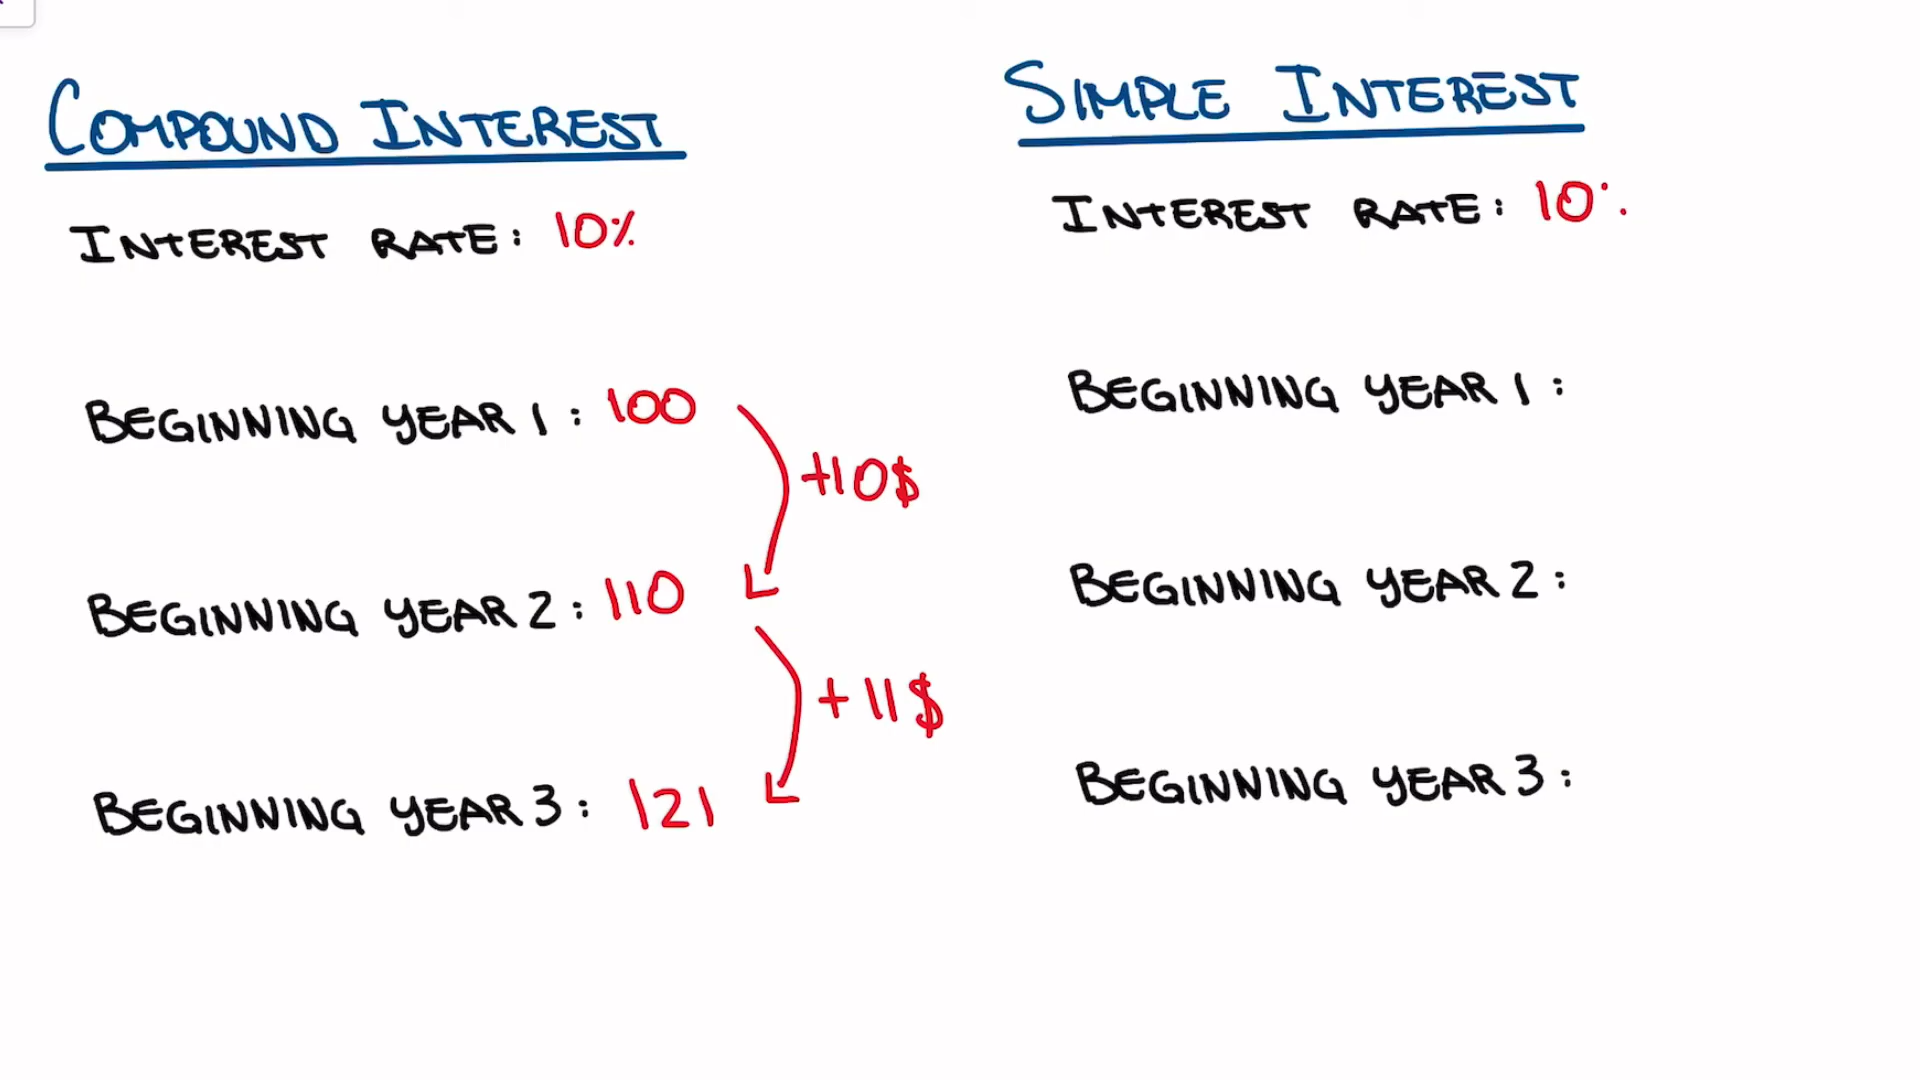 COMPOUND INTEREST
INTEREST RATE: 10%
BEGINNING YEAR 1: 100
+10$
BEGINNING YEAR 2: 110
+11$
BEGINNING YEAR 3: 121
SIMPLE INTEREST
INTEREST RATE: 10
BEGINNING YEAR 1:
BEGINNING YEAR 2:
BEGINNING YEAR 3: